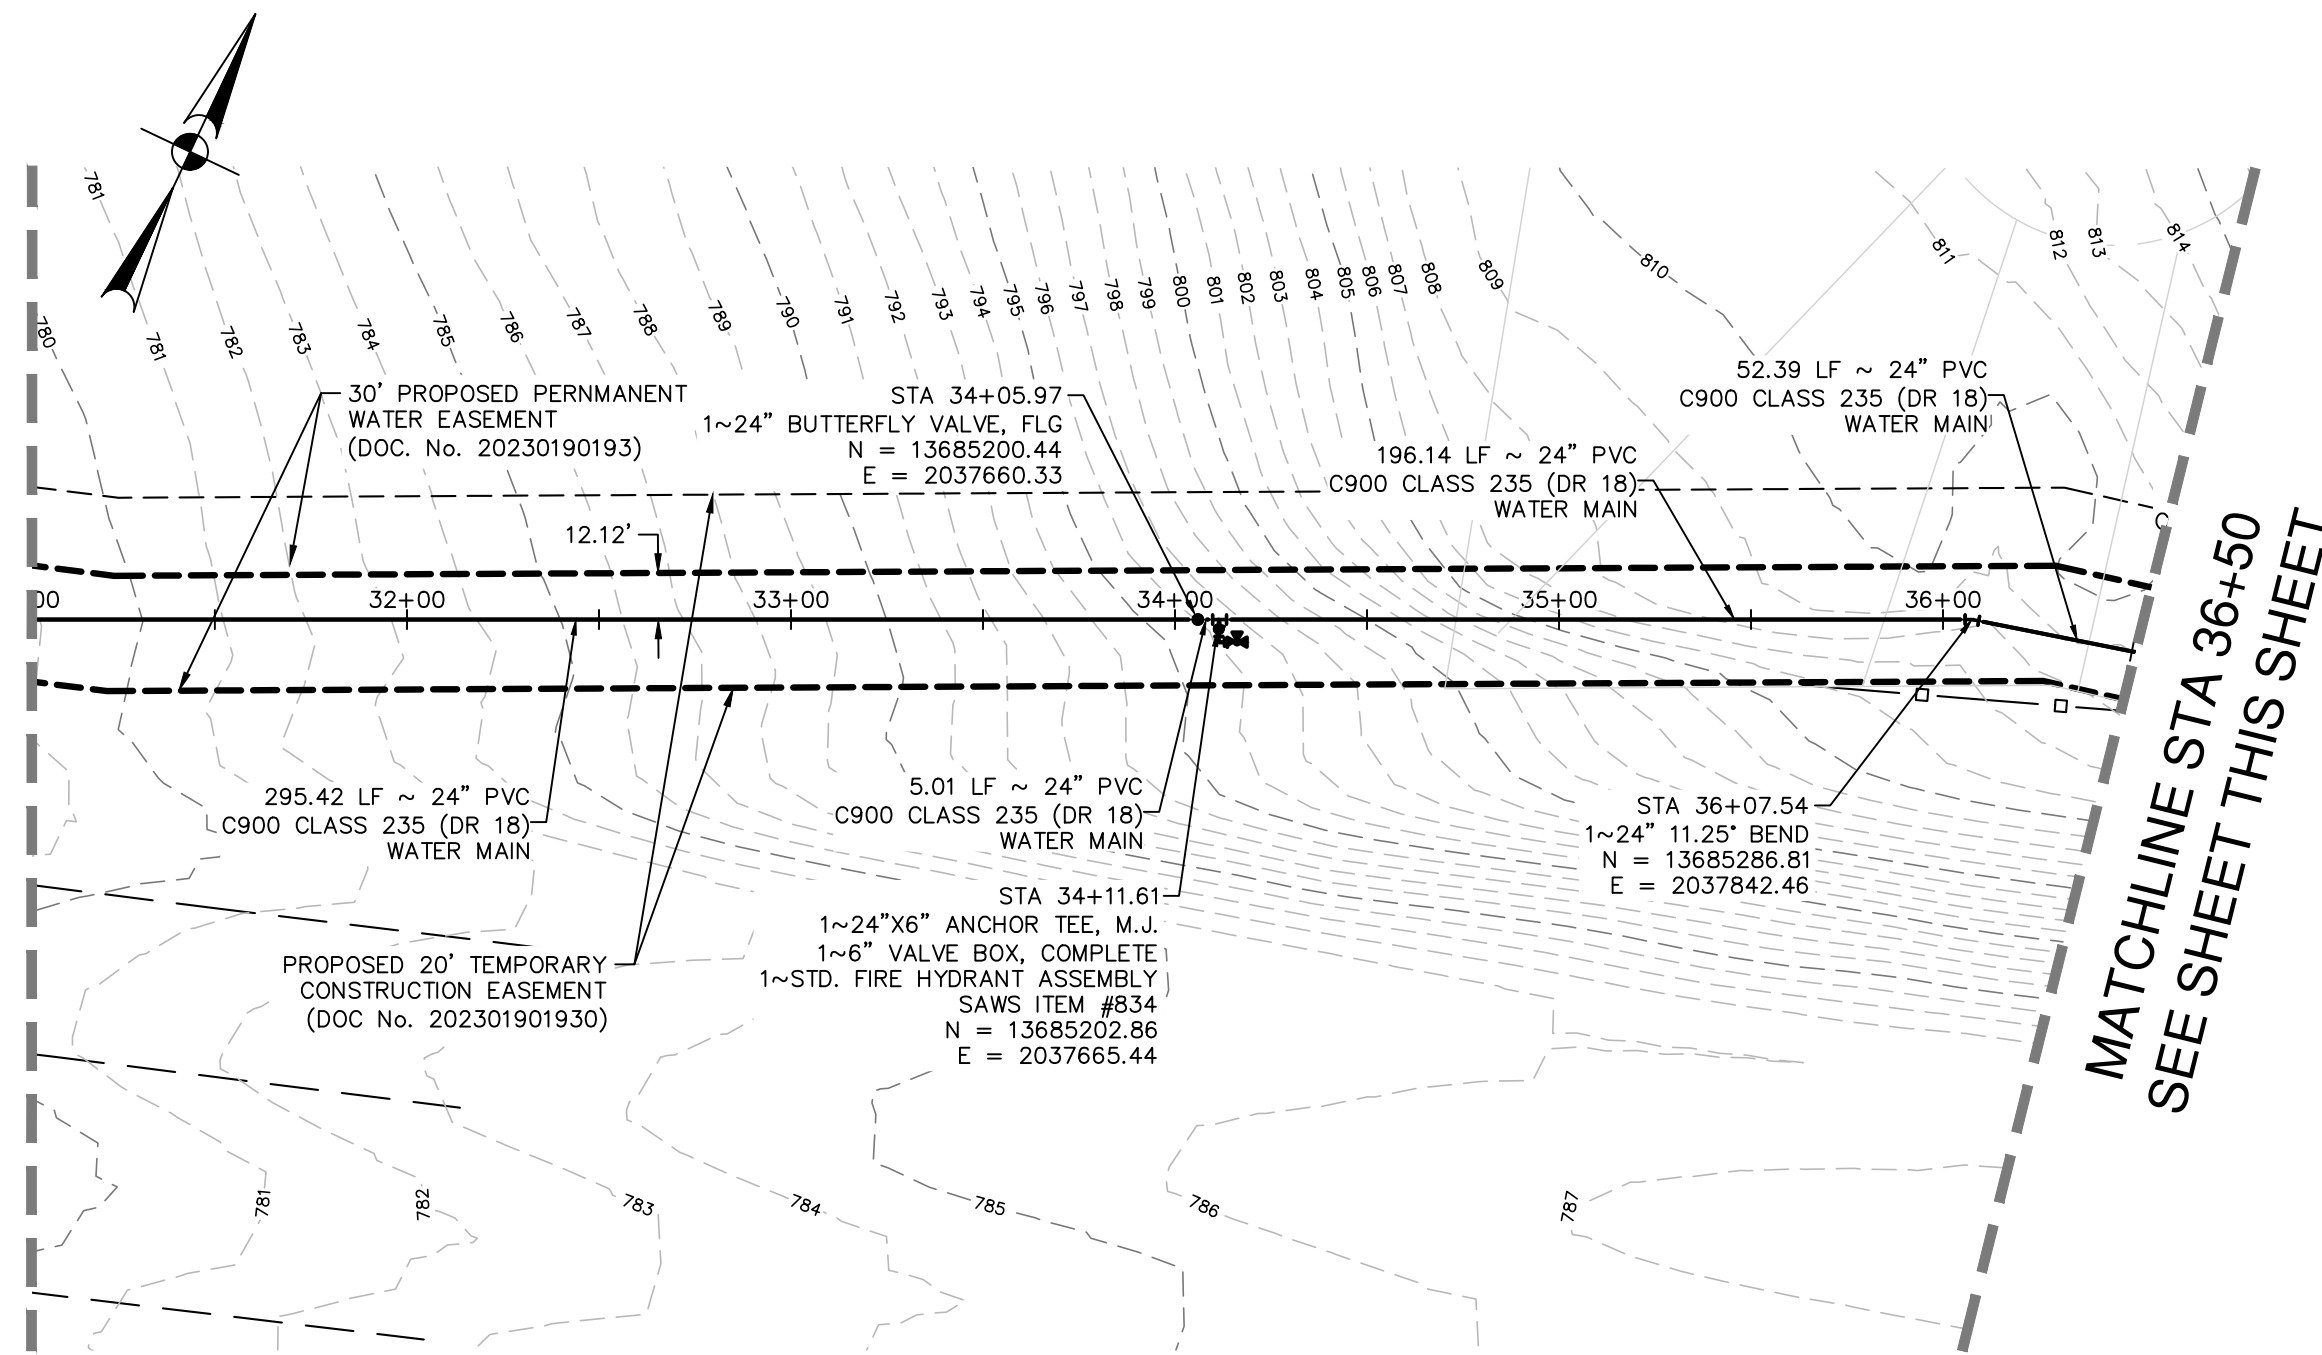 781
780
781
782
783
784
785
786
787
788
789
790
791
792
793
794
795
796
797
798
799
800
801
802
803
804
805
806
807
808
809
810
811
812
813
814
30' PROPOSED PERNMANENT
WATER EASEMENT
(DOC. No. 20230190193)
STA 34+05.97
1~24" BUTTERFLY VALVE, FLG
N = 13685200.44
E = 2037660.33
196.14 LF ~ 24" PVC
C900 CLASS 235 (DR 18)
WATER MAIN
52.39 LF ~ 24" PVC
C900 CLASS 235 (DR 18)
WATER MAIN
12.12'
00
32+00
33+00
34+00
35+00
36+00
295.42 LF ~ 24" PVC
C900 CLASS 235 (DR 18)
WATER MAIN
5.01 LF ~ 24" PVC
C900 CLASS 235 (DR 18)
WATER MAIN
STA 36+07.54
1~24" 11.25° BEND
N = 13685286.81
E = 2037842.46
STA 34+11.61
1~24"X6" ANCHOR TEE, M.J.
1~6" VALVE BOX, COMPLETE
1~STD. FIRE HYDRANT ASSEMBLY
SAWS ITEM #834
N = 13685202.86
E = 2037665.44
PROPOSED 20' TEMPORARY
CONSTRUCTION EASEMENT
(DOC No. 202301901930)
781
782
783
784
785
786
787
MATCHLINE STA 36+50
SEE SHEET THIS SHEET